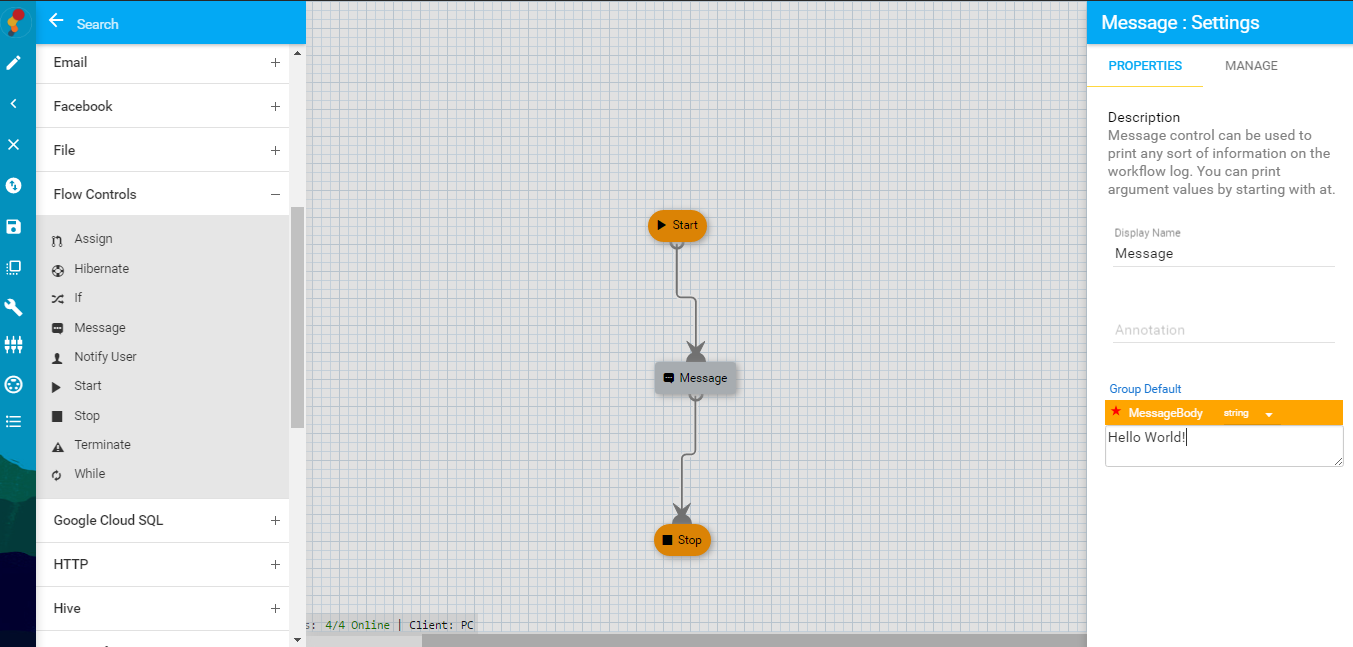 Search
Email
Facebook
File
Flow Controls
Assign
Hibernate
If
Message
Notify User
Start
Stop
Terminate
While
Google Cloud SQL
HTTP
Hive
Start
Message
Stop
s: 4/4 Online | Client: PC
Message : Settings
PROPERTIES MANAGE
Description
Message control can be used to
print any sort of information on the
workflow log. You can print
argument values by starting with at.
Display Name
Message
Annotation
Group Default
MessageBody string
Hello World!